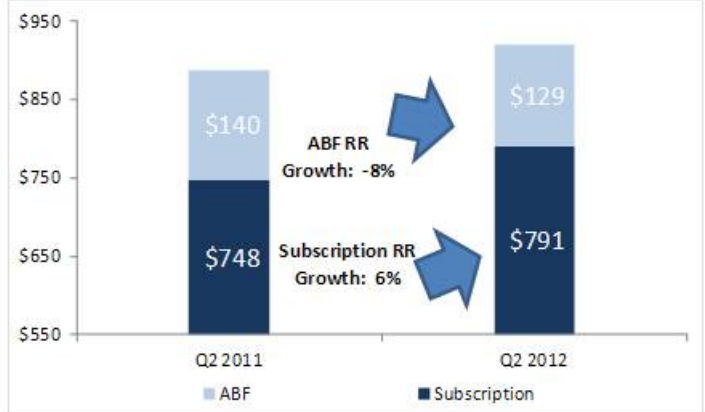 $950
$850
$750
$650
$550
$140
$748
ABF RR
Growth: -8%
Subscription RR
Growth: 6%
$129
$791
Q2 2011
Q2 2012
ABF
Subscription